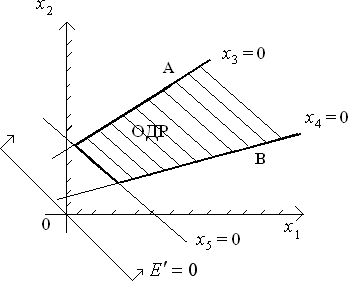 x₂
A
x₃ = 0
ОДР
x₄ = 0
B
0
x₁
x₅ = 0
E′ = 0